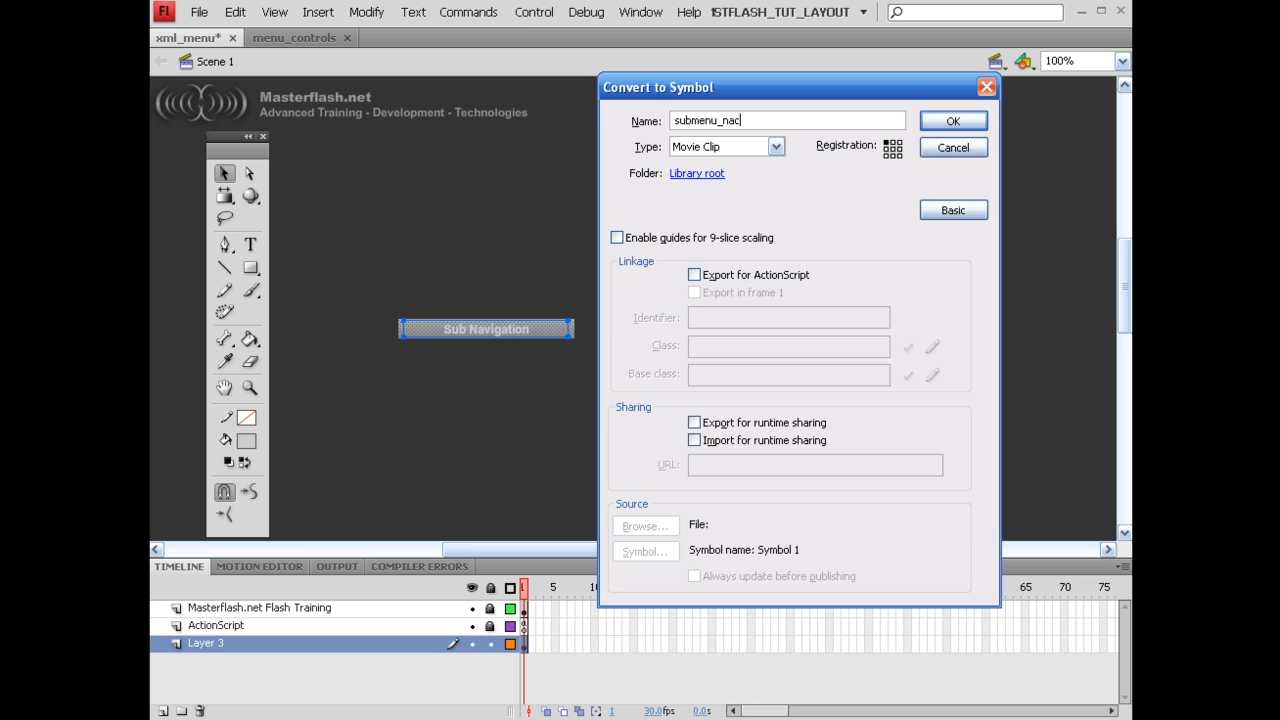 Fl File Edit View Insert Modify Text Commands Control Debug Window Help 1STFLASH_TUT_LAYOUT
xml_menu* menu_controls
Scene 1 100%
Masterflash.net
Advanced Training - Development - Technologies
Convert to Symbol
Name: submenu_nac OK
Type: Movie Clip Registration: Cancel
Folder: Library root
Basic
Enable guides for 9-slice scaling
Linkage
Export for ActionScript
Export in frame 1
Identifier:
Class:
Base class:
Sub Navigation
T
Sharing
Export for runtime sharing
Import for runtime sharing
URL:
Source
Browse... File:
Symbol... Symbol name: Symbol 1
Always update before publishing
TIMELINE MOTION EDITOR OUTPUT COMPILER ERRORS
1 5 65 70 75
Masterflash.net Flash Training
ActionScript
Layer 3
1 30.0fps 0.0s